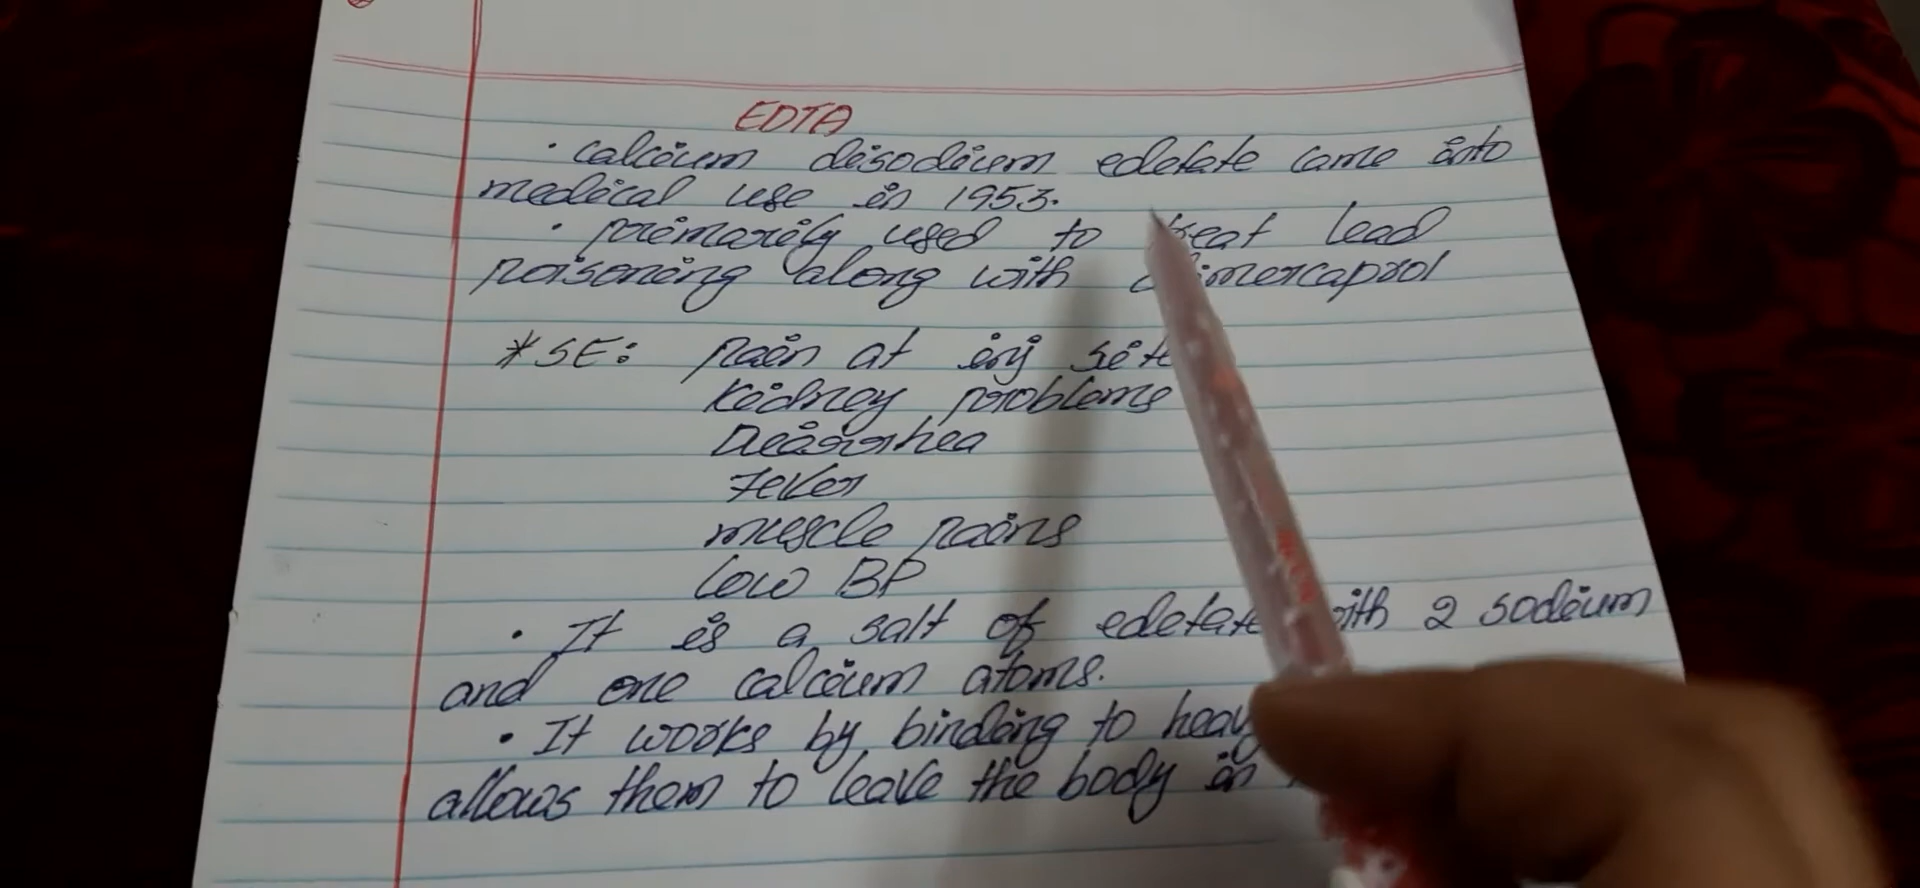 EDTA
· calcium disodium edetate came into
medical use in 1953.
· primarily used to treat lead
poisoning along with dimercaprol
* SE: pain at inj site
Kidney problems
Diarrhea
Fever
muscle pains
low BP
· It is a salt of edetate with 2 sodium
and one calcium atoms.
· It works by binding to heavy
allows them to leave the body in